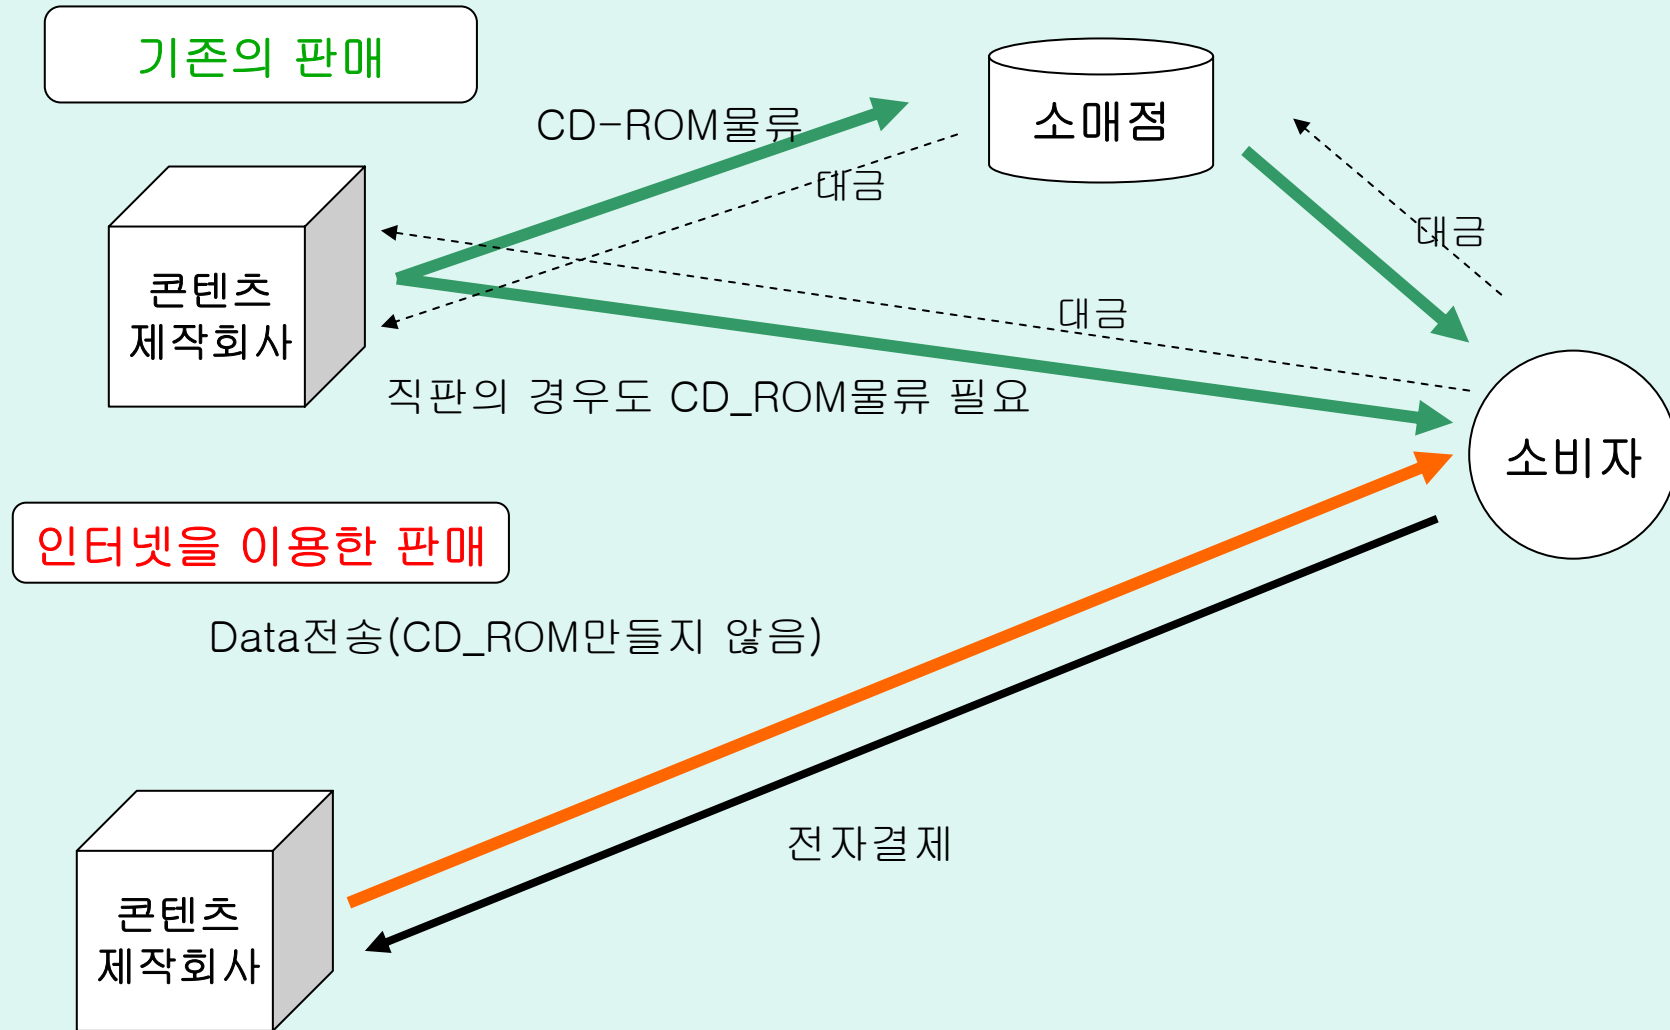 기존의 판매
CD-ROM물류
소매점
대금
대금
콘텐츠
제작회사
대금
직판의 경우도 CD_ROM물류 필요
소비자
인터넷을 이용한 판매
Data전송(CD_ROM만들지 않음)
전자결제
콘텐츠
제작회사